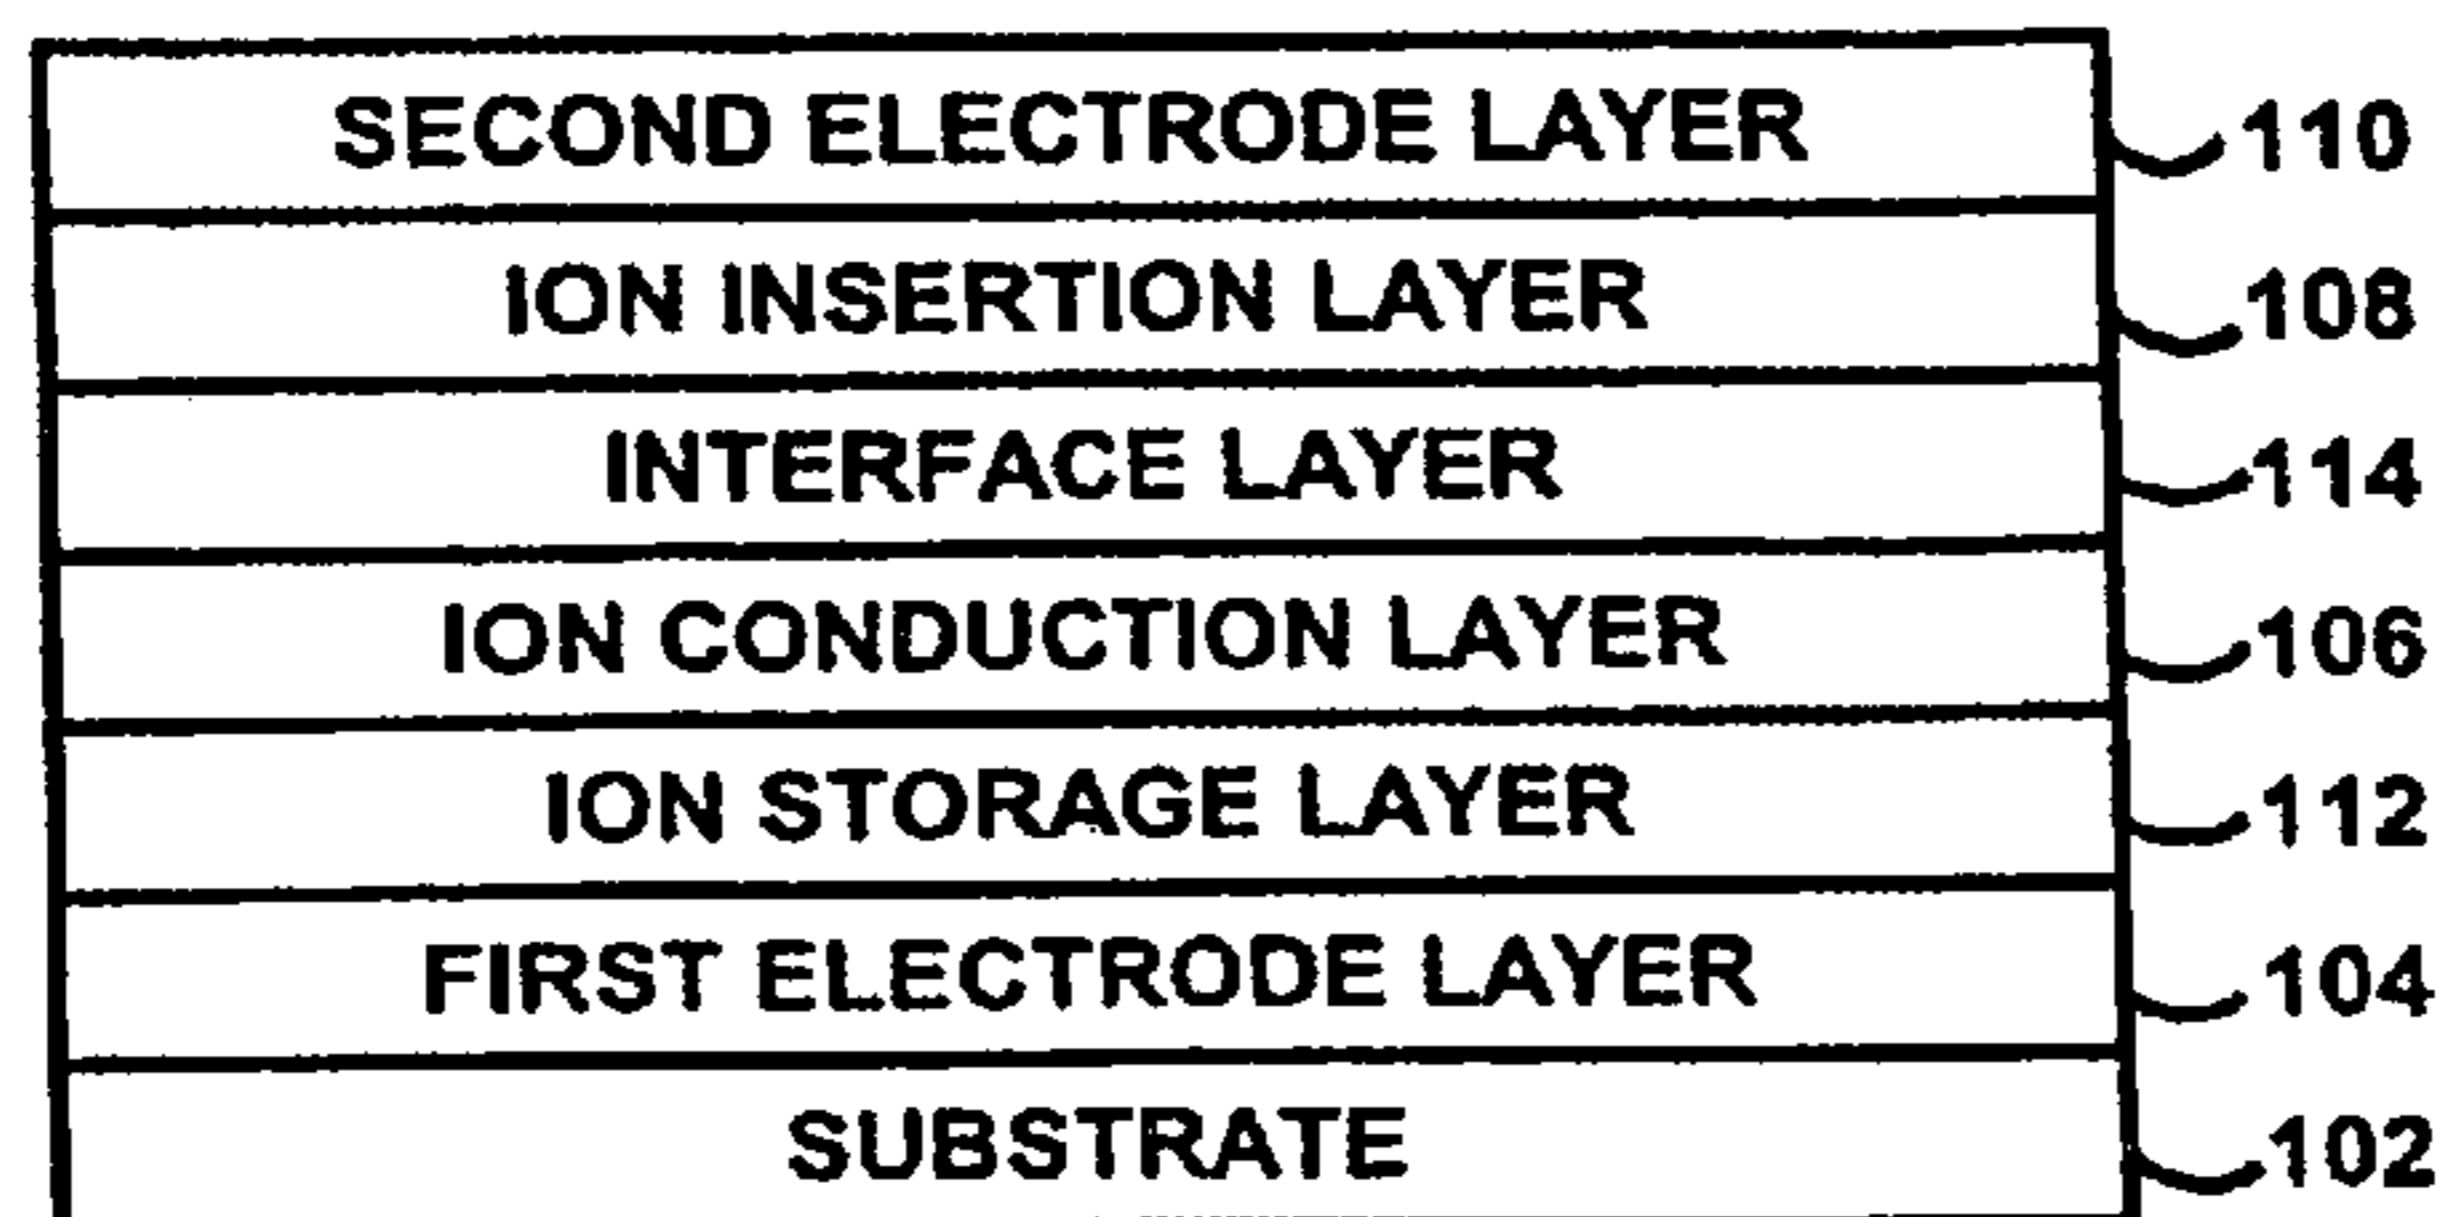 SECOND ELECTRODE LAYER 110
ION INSERTION LAYER 108
INTERFACE LAYER 114
ION CONDUCTION LAYER 106
ION STORAGE LAYER 112
FIRST ELECTRODE LAYER 104
SUBSTRATE 102